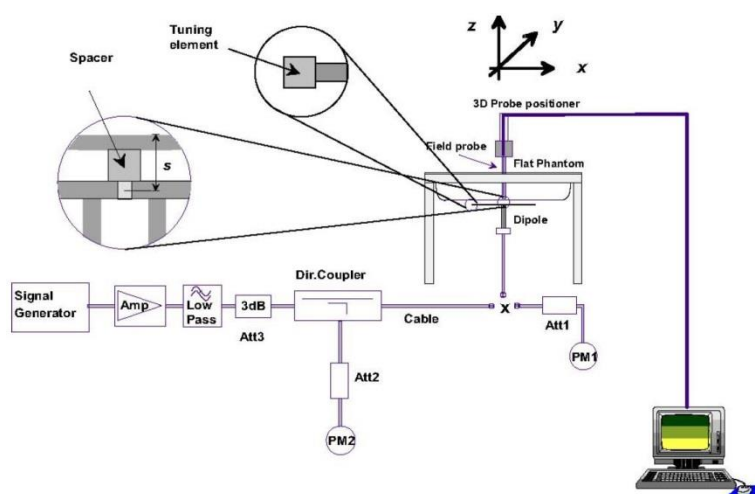 Tuning
element
Spacer
s
z
y
x
3D Probe positioner
Field probe
Flat Phantom
Dipole
Dir.Coupler
Signal
Generator
Amp
Low
Pass
3dB
Att3
Cable
x
Att1
PM1
Att2
PM2